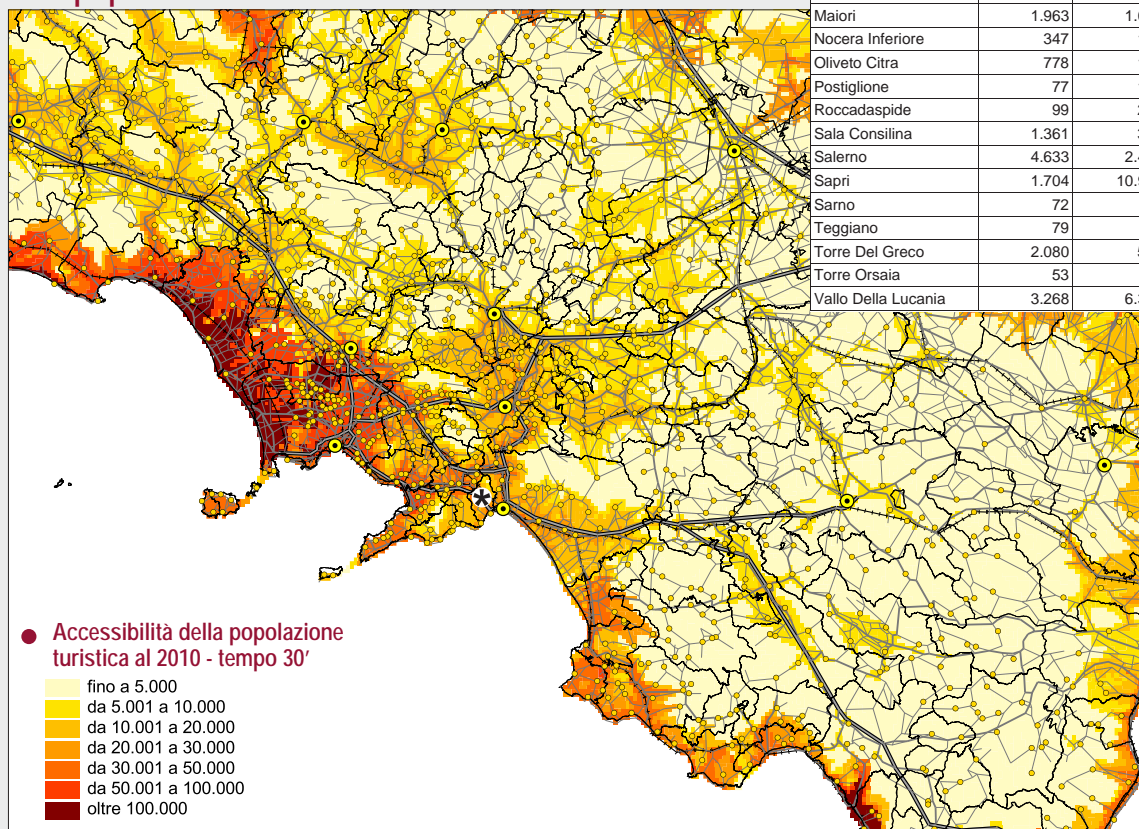 Maiori 1.963
Nocera Inferiore 347
Oliveto Citra 778
Postiglione 77
Roccadaspide 99
Sala Consilina 1.361
Salerno 4.633
Sapri 1.704
Sarno 72
Teggiano 79
Torre Del Greco 2.080
Torre Orsaia 53
Vallo Della Lucania 3.268
Accessibilità della popolazione
turistica al 2010 - tempo 30'
fino a 5.000
da 5.001 a 10.000
da 10.001 a 20.000
da 20.001 a 30.000
da 30.001 a 50.000
da 50.001 a 100.000
oltre 100.000